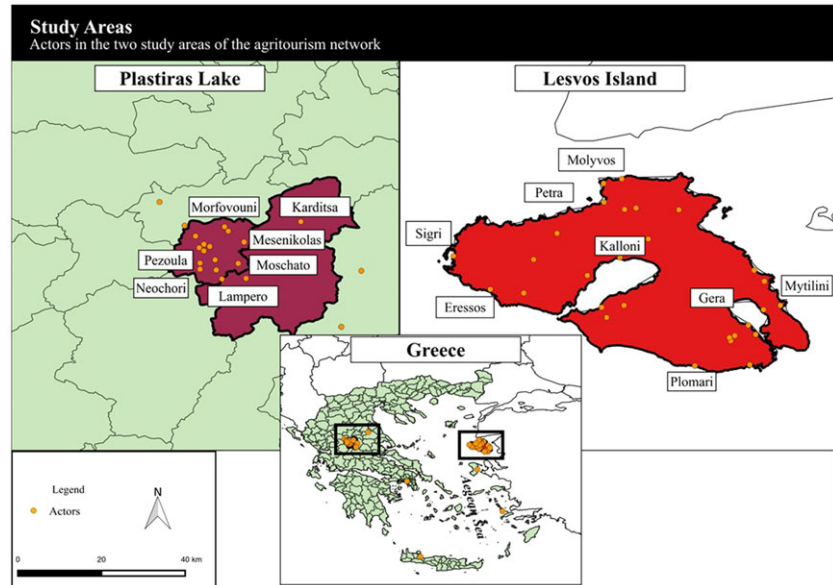 Study Areas
Actors in the two study areas of the agritourism network
Plastiras Lake
Lesvos Island
Molyvos
Petra
Morfovouni
Karditsa
Sigri
Mesenikolas
Kalloni
Pezoula
Moschato
Mytilini
Neochori
Gera
Lampero
Eressos
Plomari
Greece
Aegean Sea
Legend
N
Actors
0
20
40 km